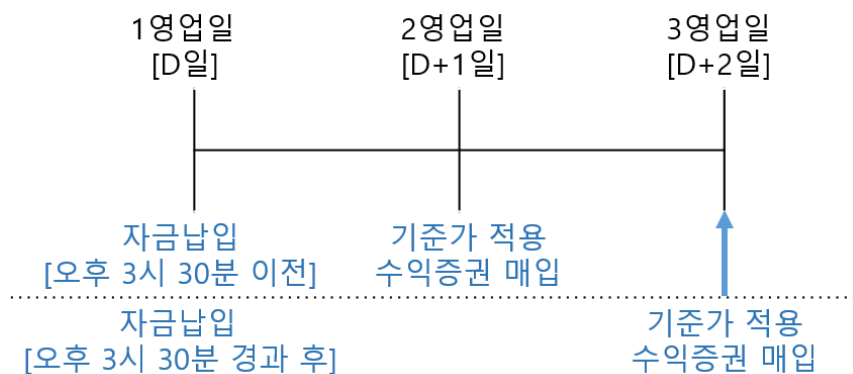 1영업일 2영업일 3영업일
[D일] [D+1일] [D+2일]
자금납입 기준가 적용
[오후 3시 30분 이전] 수익증권 매입
자금납입 기준가 적용
[오후 3시 30분 경과 후] 수익증권 매입